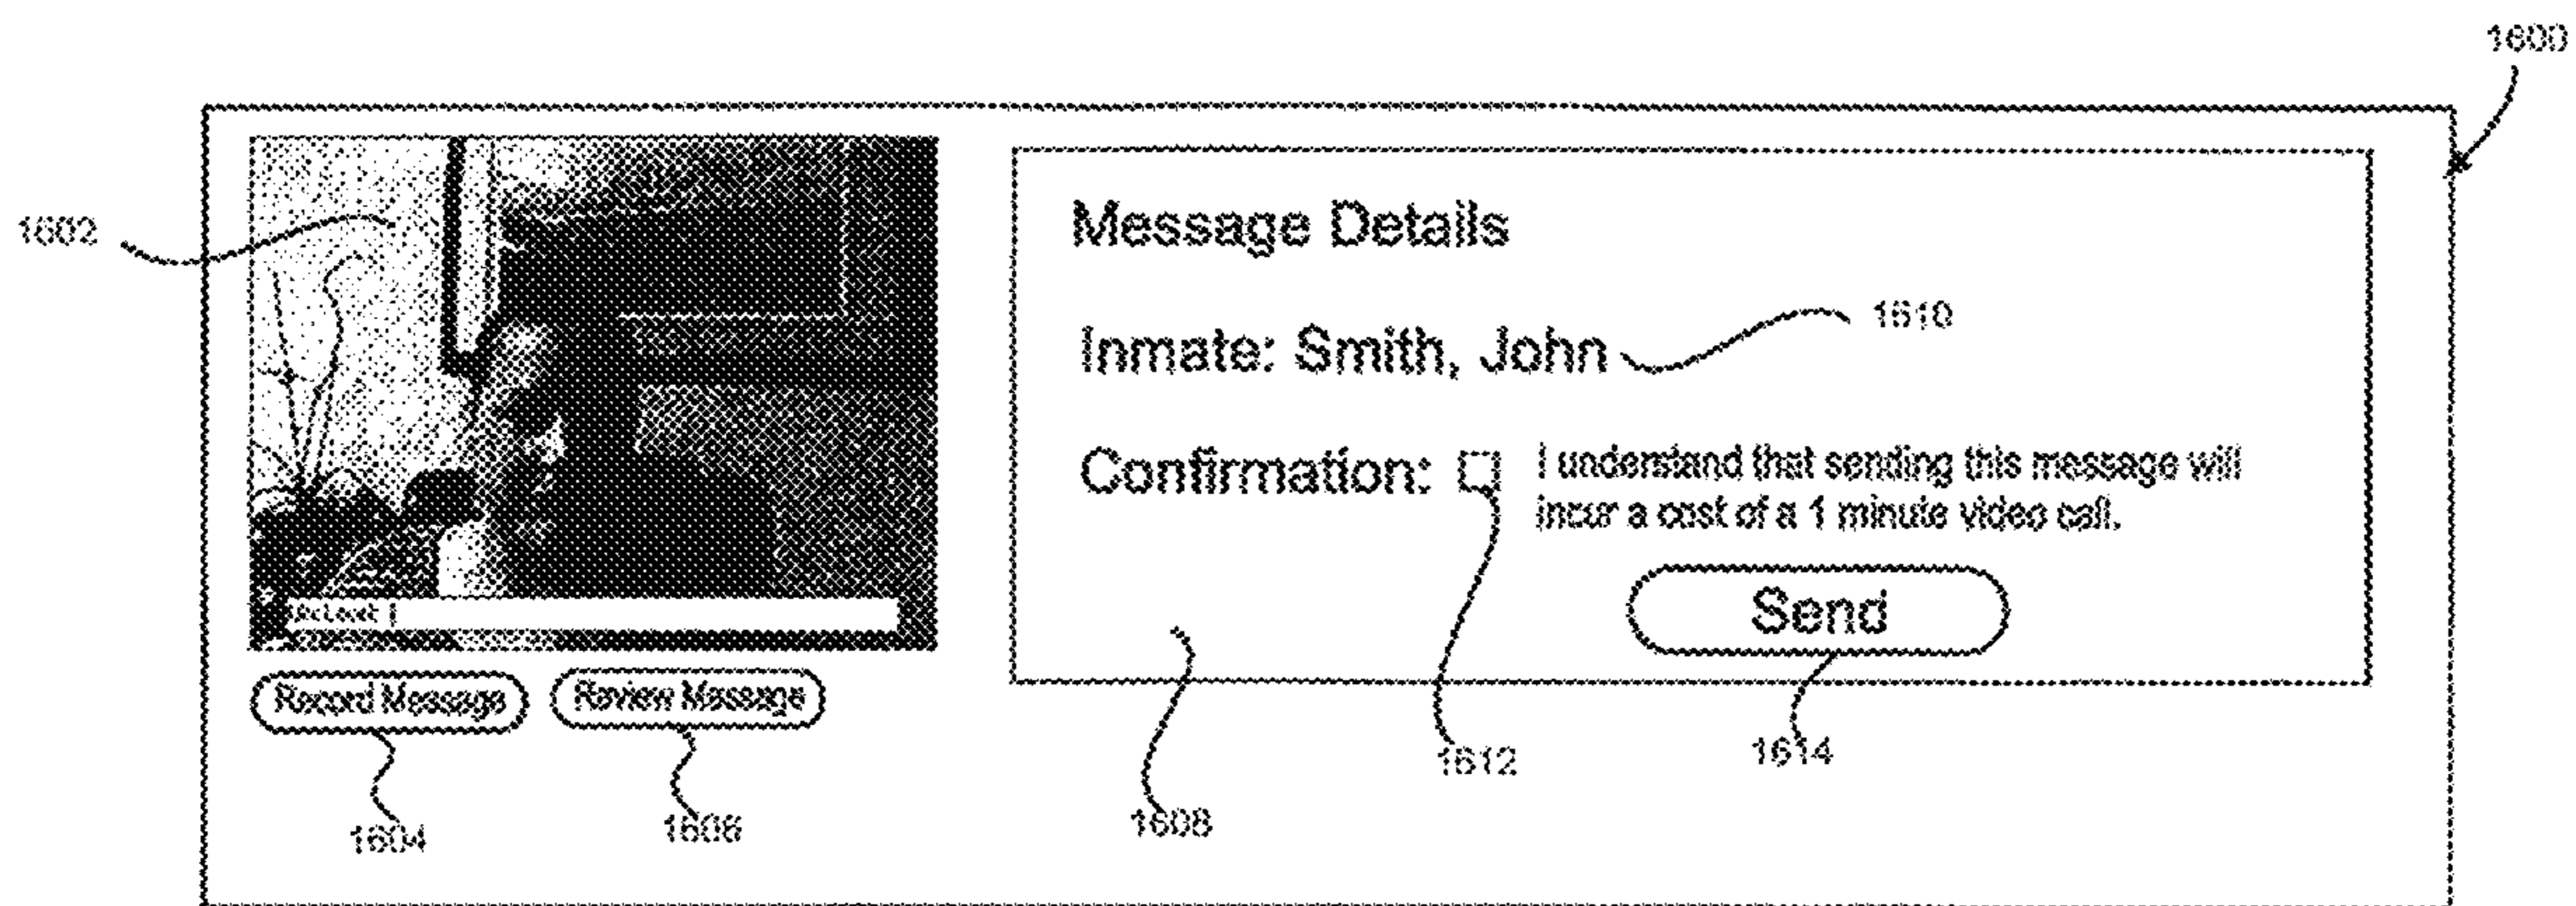 1600
1602
Message Details
Inmate: Smith, John
1610
Confirmation:
I understand that sending this message will
incur a cost of a 1 minute video call.
Send
Record Message
Review Message
1604
1606
1608
1612
1614